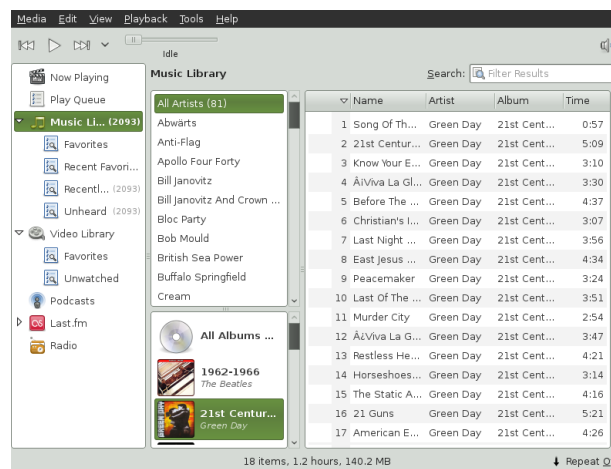 Media Edit View Playback Tools Help
Idle
Now Playing
Play Queue
Music Li... (2093)
Favorites
Recent Favori...
Recentl... (2093)
Unheard (2093)
Video Library
Favorites
Unwatched
Podcasts
Last.fm
Radio
Music Library
Search: Filter Results
All Artists (81)
Abwärts
Anti-Flag
Apollo Four Forty
Bill Janovitz
Bill Janovitz And Crown ...
Bloc Party
Bob Mould
British Sea Power
Buffalo Springfield
Cream
All Albums ...
1962-1966
The Beatles
21st Centur...
Green Day
Name Artist Album Time
1 Song Of Th... Green Day 21st Cent... 0:57
2 21st Centur... Green Day 21st Cent... 5:09
3 Know Your E... Green Day 21st Cent... 3:10
4 Â¡Viva La Gl... Green Day 21st Cent... 3:30
5 Before The ... Green Day 21st Cent... 4:37
6 Christian's I... Green Day 21st Cent... 3:07
7 Last Night ... Green Day 21st Cent... 3:56
8 East Jesus ... Green Day 21st Cent... 4:34
9 Peacemaker Green Day 21st Cent... 3:24
10 Last Of The ... Green Day 21st Cent... 3:51
11 Murder City Green Day 21st Cent... 2:54
12 Â¿Viva La G... Green Day 21st Cent... 3:47
13 Restless He... Green Day 21st Cent... 4:21
14 Horseshoes... Green Day 21st Cent... 3:14
15 The Static A... Green Day 21st Cent... 4:16
16 21 Guns Green Day 21st Cent... 5:21
17 American E... Green Day 21st Cent... 4:26
18 items, 1.2 hours, 140.2 MB
Repeat O